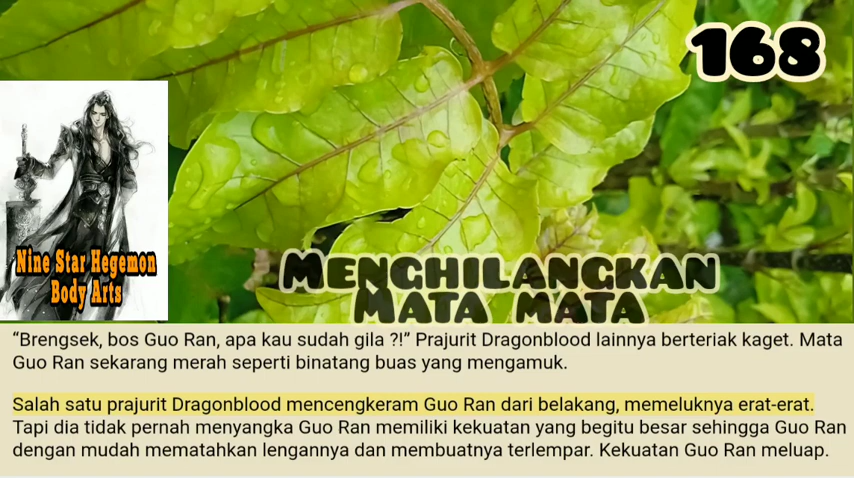 168
Nine Star Hegemon
Body Arts
Menghilangkan
Mata mata
“Brengsek, bos Guo Ran, apa kau sudah gila ?!” Prajurit Dragonblood lainnya berteriak kaget. Mata
Guo Ran sekarang merah seperti binatang buas yang mengamuk.
Salah satu prajurit Dragonblood mencengkeram Guo Ran dari belakang, memeluknya erat-erat.
Tapi dia tidak pernah menyangka Guo Ran memiliki kekuatan yang begitu besar sehingga Guo Ran
dengan mudah mematahkan lengannya dan membuatnya terlempar. Kekuatan Guo Ran meluap.